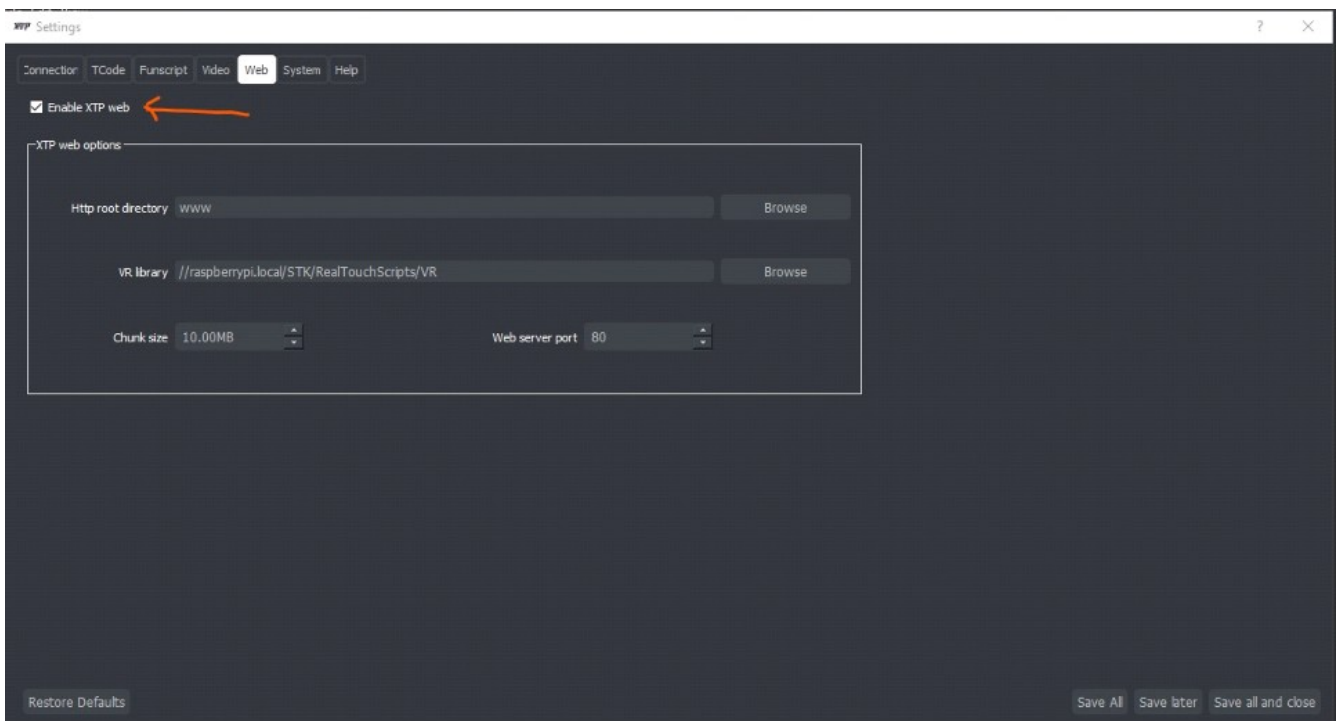 XTP Settings
Connection TCode Funscript Video Web System Help
Enable XTP web
XTP web options
Http root directory www Browse
VR library //raspberrypi.local/STK/RealTouchScripts/VR Browse
Chunk size 10.00MB Web server port 80
Restore Defaults Save All Save later Save all and close